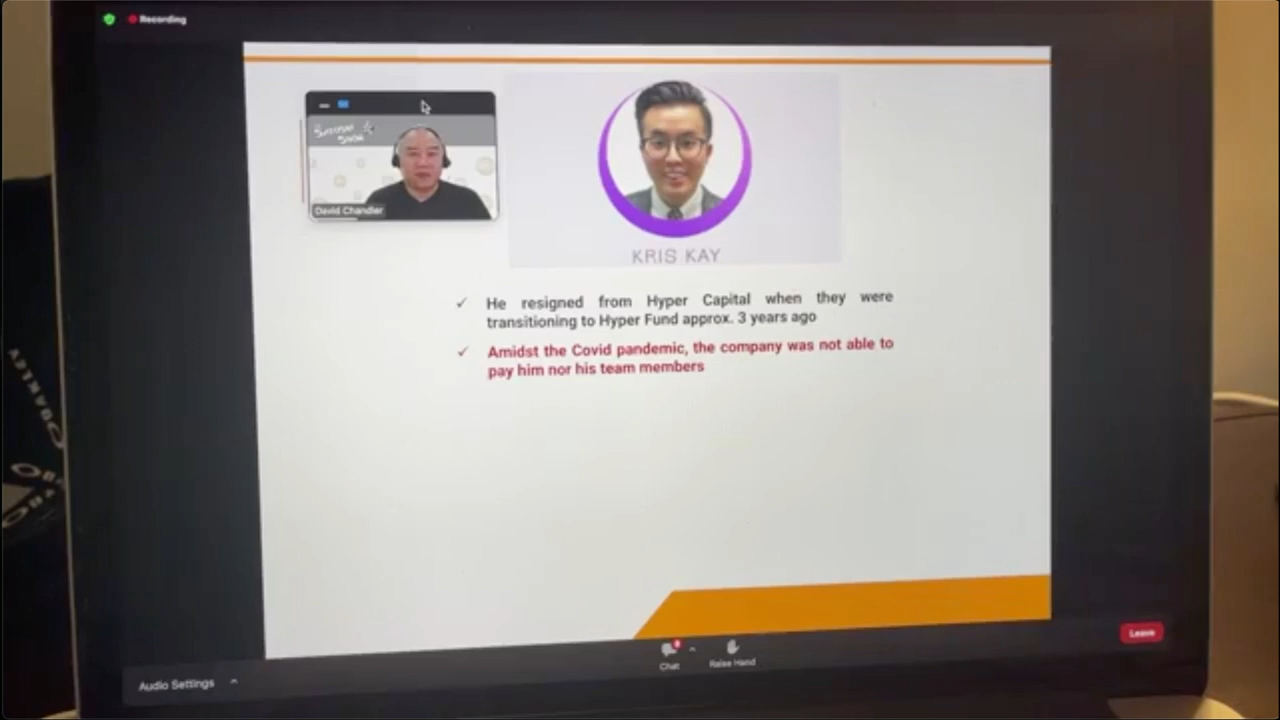 Recording
David Chandler
KRIS KAY
✓ He resigned from Hyper Capital when they were
transitioning to Hyper Fund approx. 3 years ago
✓ Amidst the Covid pandemic, the company was not able to
pay him nor his team members
OAKLEY
Chat
Raise Hand
Leave
Audio Settings